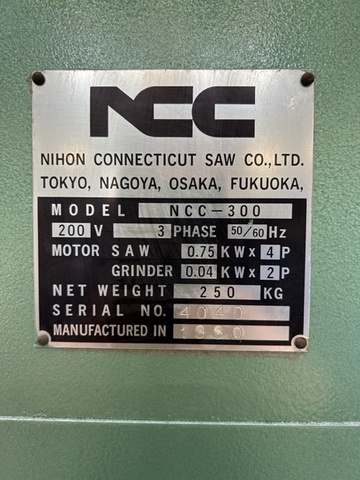 NCC
NIHON CONNECTICUT SAW CO.,LTD.
TOKYO, NAGOYA, OSAKA, FUKUOKA,
MODEL NCC-300
200 V 3 PHASE 50/60 Hz
MOTOR SAW 0.75 KW× 4 P
GRINDER 0.04 KW× 2 P
NET WEIGHT 250 KG
SERIAL NO. 4040
MANUFACTURED IN